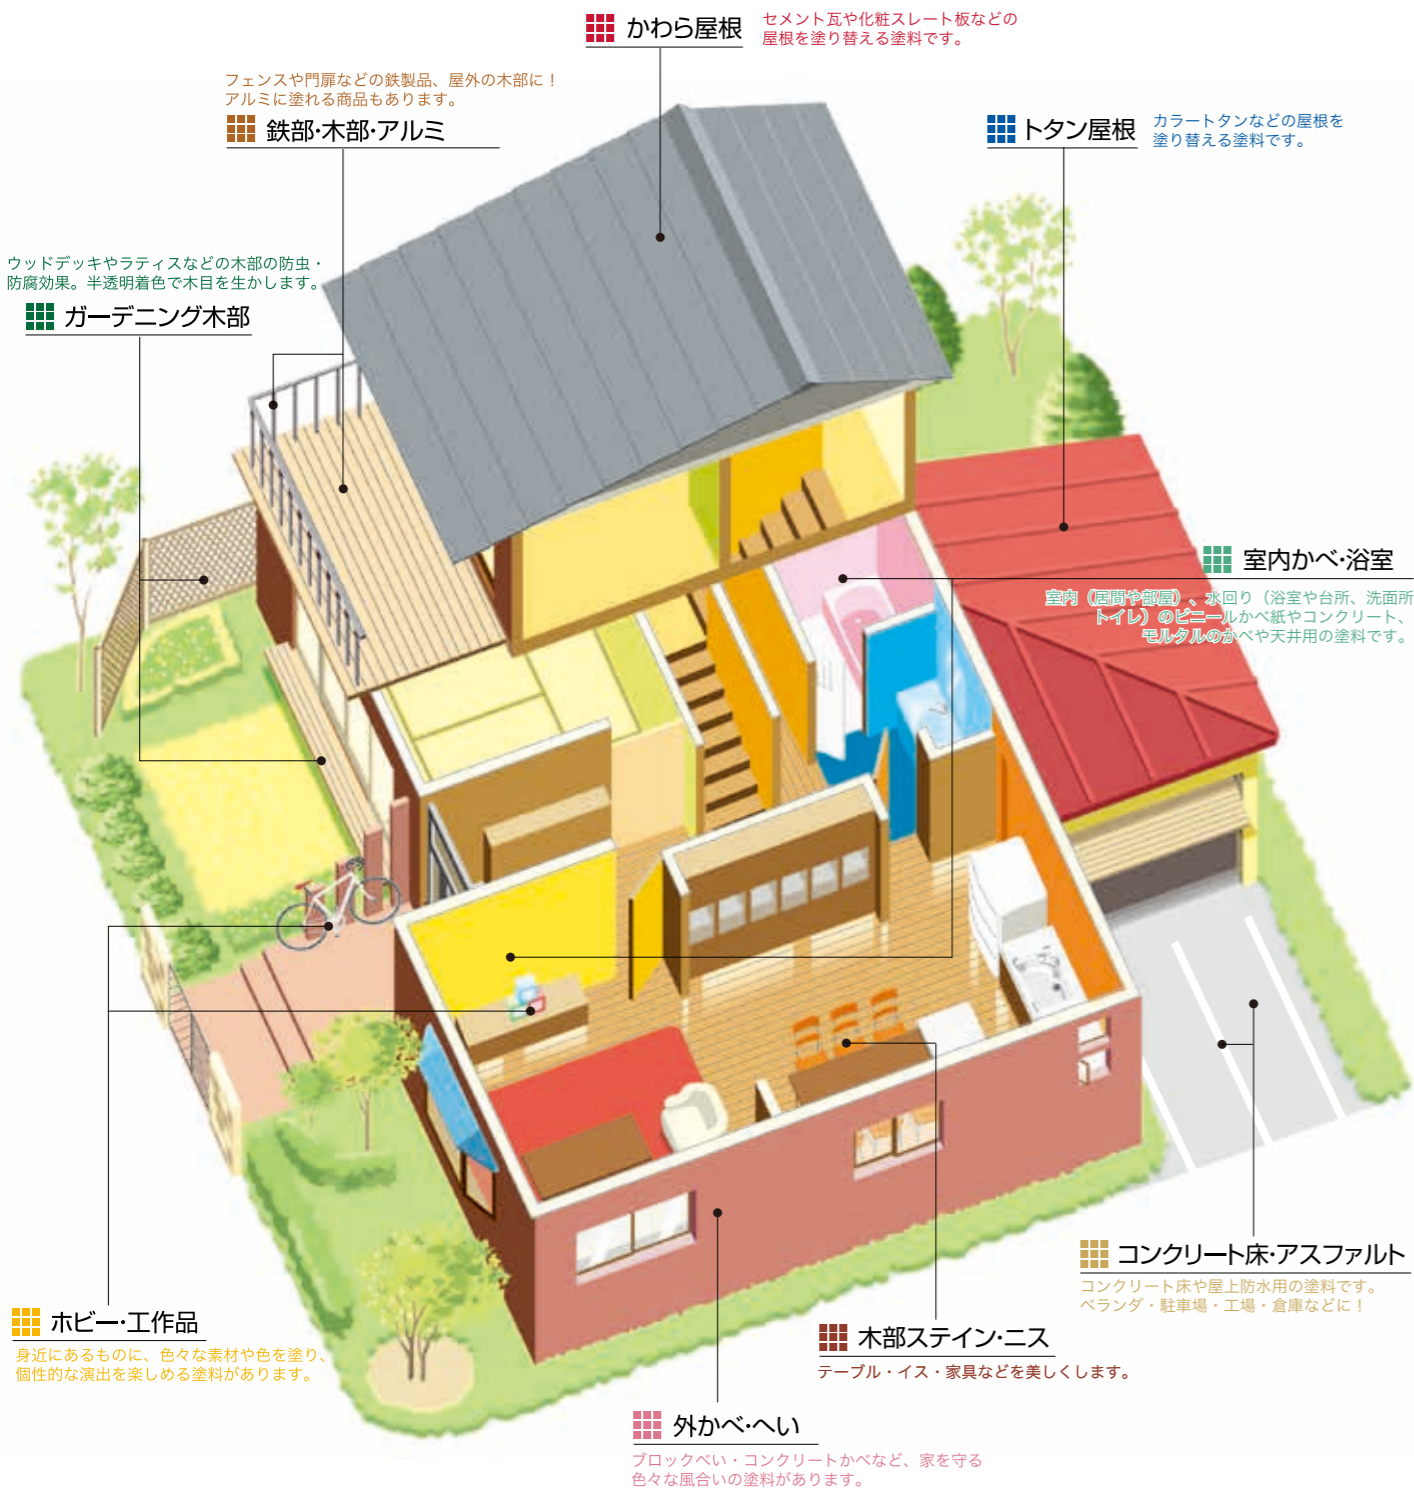 かわら屋根
セメント瓦や化粧スレート板などの
屋根を塗り替える塗料です。
フェンスや門扉などの鉄製品、屋外の木部に！
アルミに塗れる商品もあります。
鉄部・木部・アルミ
トタン屋根
カラートタンなどの屋根を
塗り替える塗料です。
ウッドデッキやラティスなどの木部の防虫・
防腐効果。半透明着色で木目を生かします。
ガーデニング木部
室内かべ・浴室
室内（居間や部屋）、水回り（浴室や台所、洗面所
トイレ）のビニールかべ紙やコンクリート、
モルタルのかべや天井用の塗料です。
コンクリート床・アスファルト
コンクリート床や屋上防水用の塗料です。
ベランダ・駐車場・工場・倉庫などに！
ホビー・工作品
身近にあるものに、色々な素材や色を塗り、
個性的な演出を楽しめる塗料があります。
木部ステイン・ニス
テーブル・イス・家具などを美しくします。
外かべ・へい
ブロックべい・コンクリートかべなど、家を守る
色々な風合いの塗料があります。